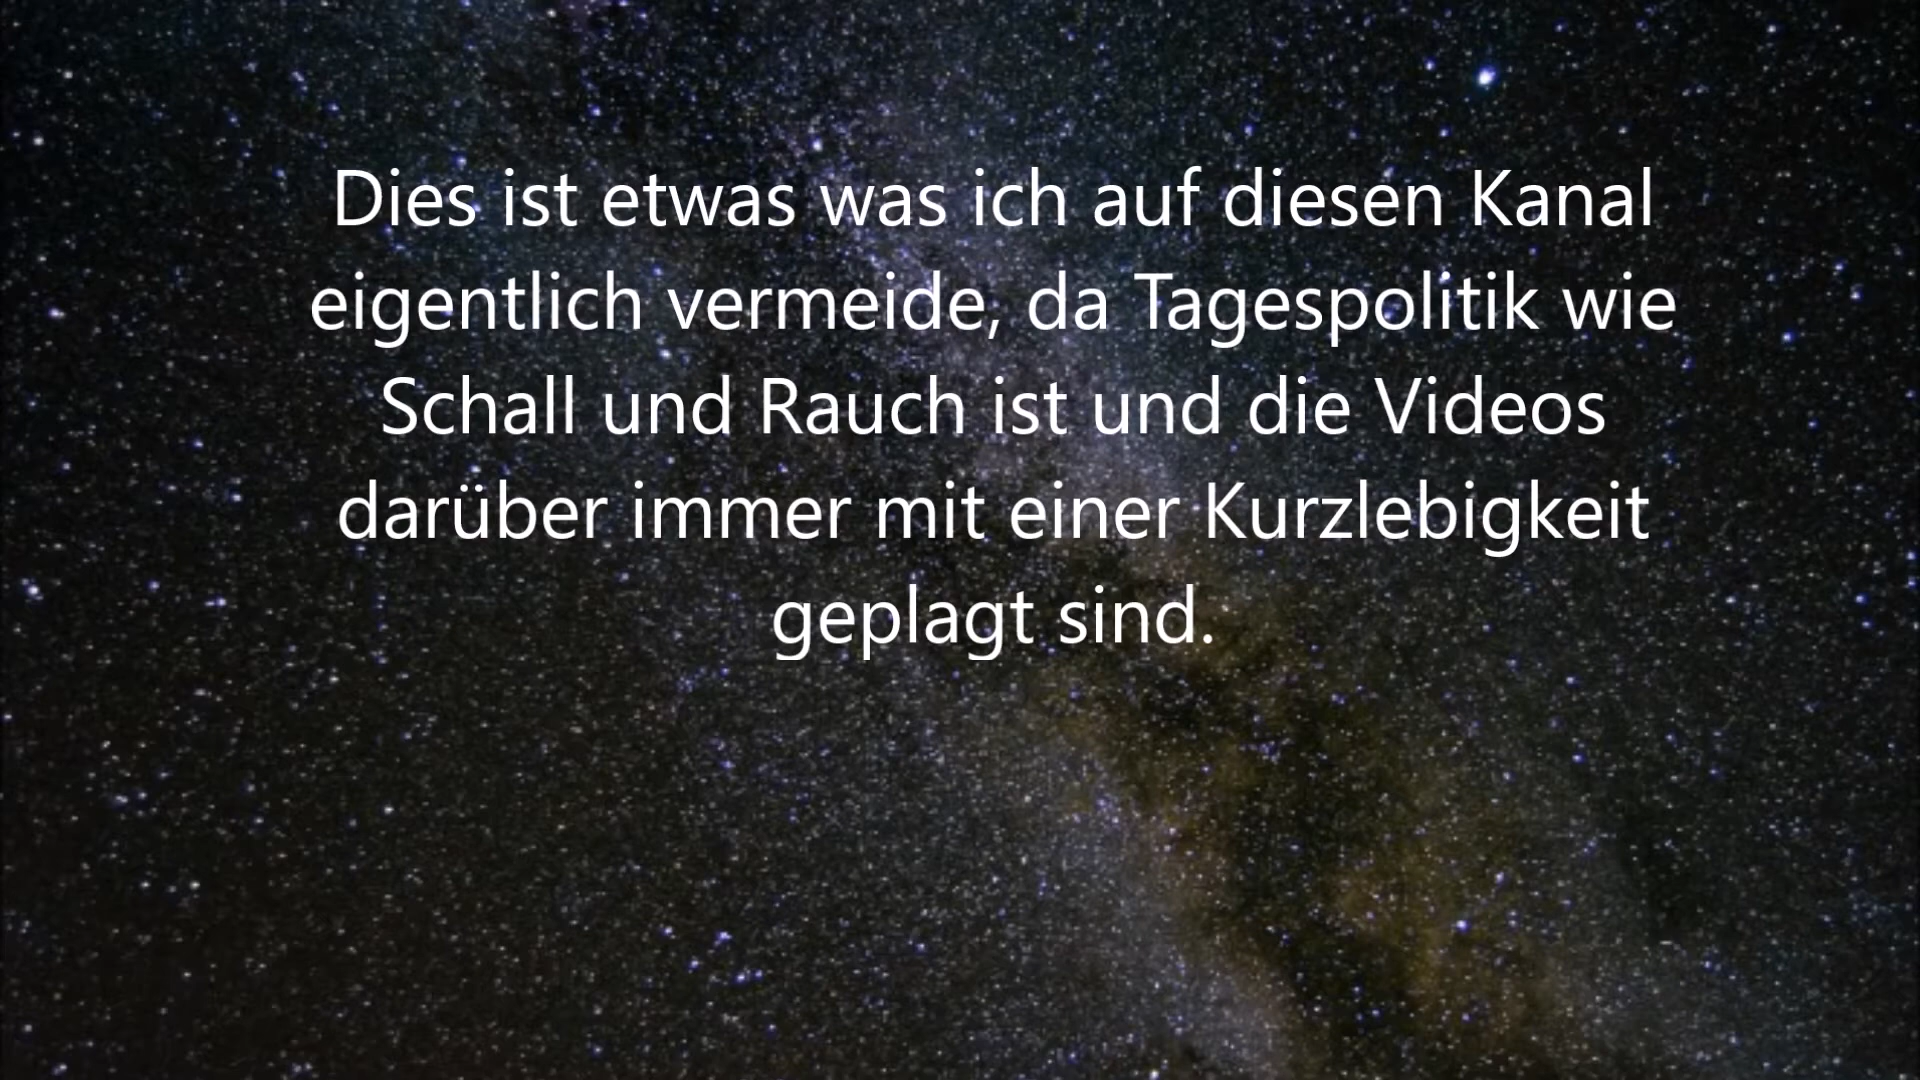 Dies ist etwas was ich auf diesen Kanal
eigentlich vermeide, da Tagespolitik wie
Schall und Rauch ist und die Videos
darüber immer mit einer Kurzlebigkeit
geplagt sind.